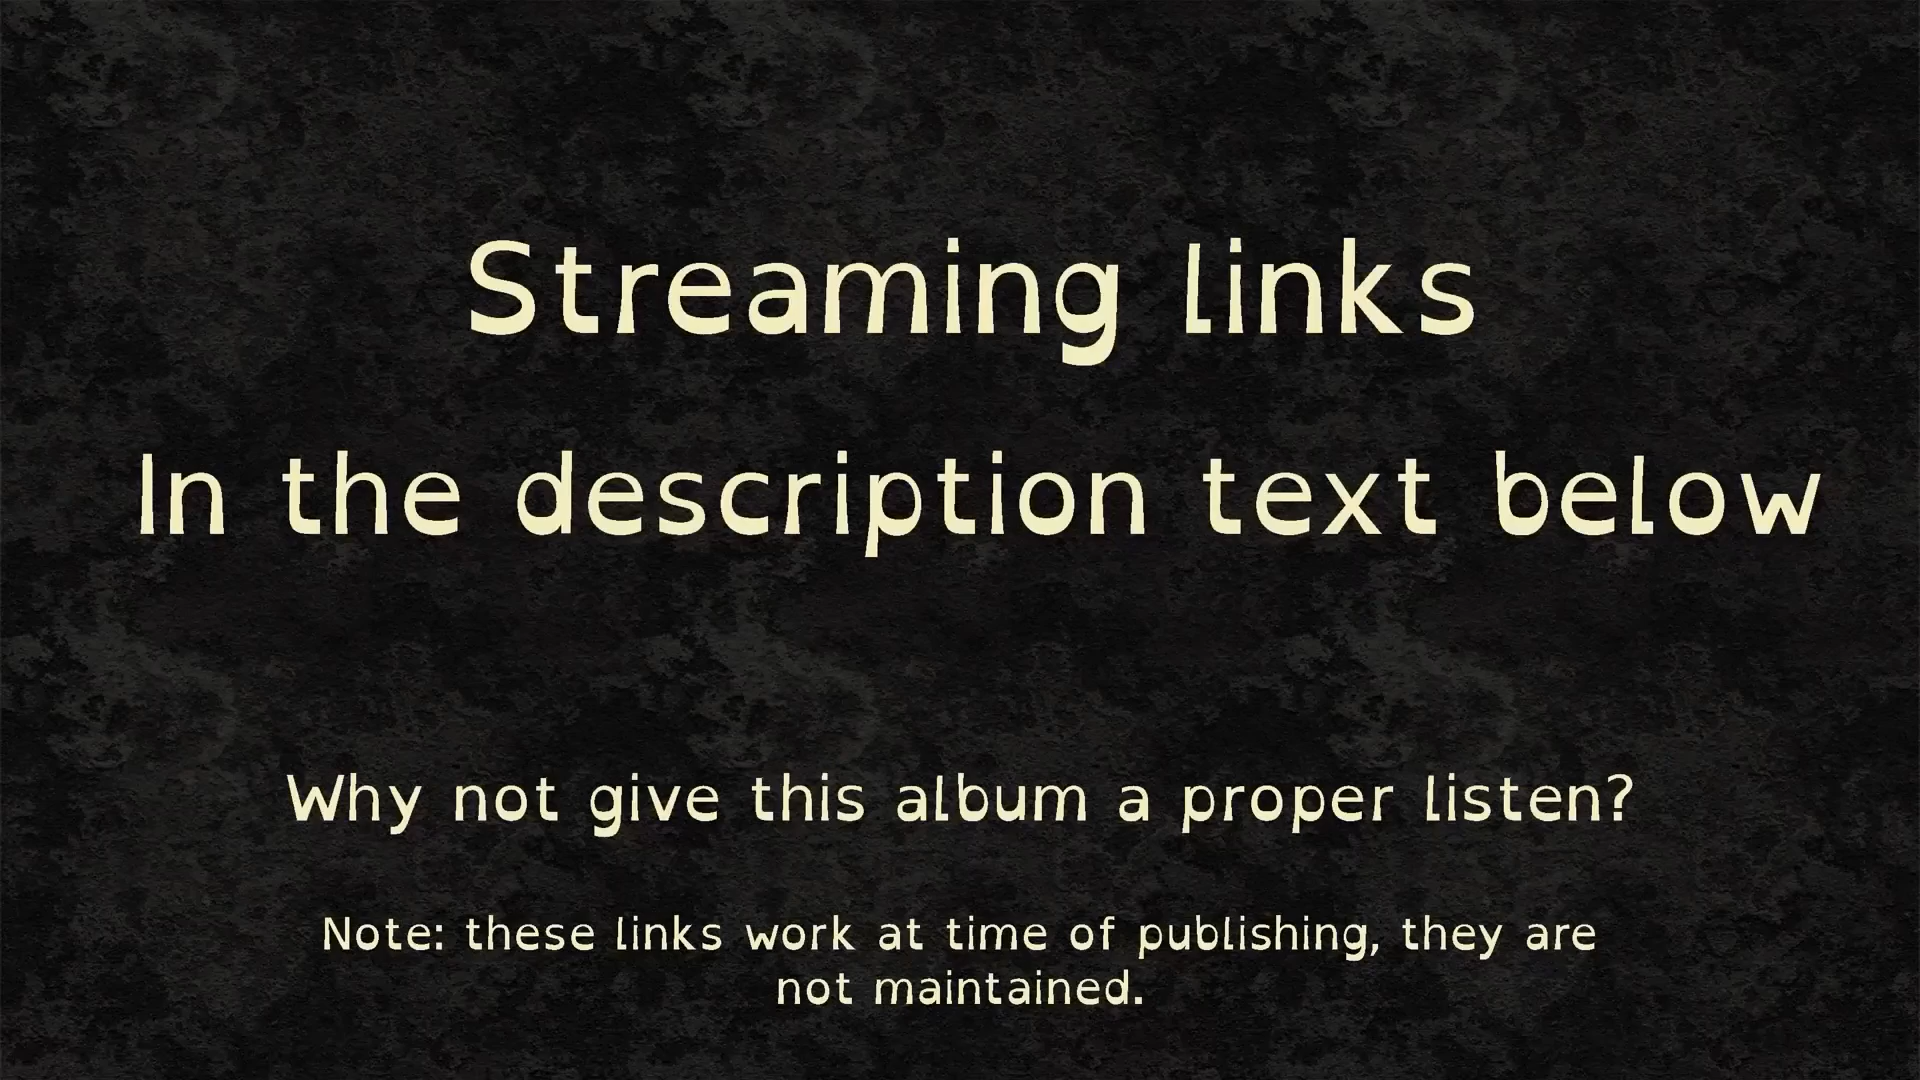 Streaming links
In the description text below
Why not give this album a proper listen?
Note: these links work at time of publishing, they are
not maintained.